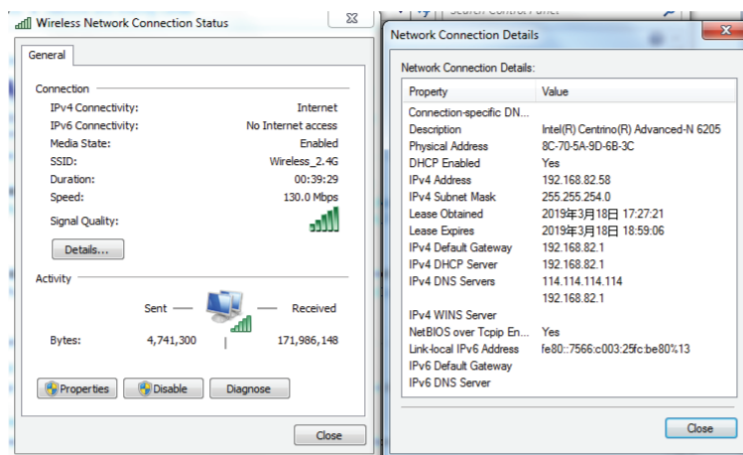 Wireless Network Connection Status
General
Connection
IPv4 Connectivity: Internet
IPv6 Connectivity: No Internet access
Media State: Enabled
SSID: Wireless_2.4G
Duration: 00:39:29
Speed: 130.0 Mbps
Signal Quality:
Details...
Activity
Sent Received
Bytes: 4,741,300 171,986,148
Properties Disable Diagnose
Close
Network Connection Details
Network Connection Details:
Property Value
Connection-specific DN...
Description Intel(R) Centrino(R) Advanced-N 6205
Physical Address 8C-70-5A-9D-6B-3C
DHCP Enabled Yes
IPv4 Address 192.168.82.58
IPv4 Subnet Mask 255.255.254.0
Lease Obtained 2019年3月18日 17:27:21
Lease Expires 2019年3月18日 18:59:06
IPv4 Default Gateway 192.168.82.1
IPv4 DHCP Server 192.168.82.1
IPv4 DNS Servers 114.114.114.114
192.168.82.1
IPv4 WINS Server
NetBIOS over Tcpip En... Yes
Link-local IPv6 Address fe80::7566:c003:25fc:be80%13
IPv6 Default Gateway
IPv6 DNS Server
Close